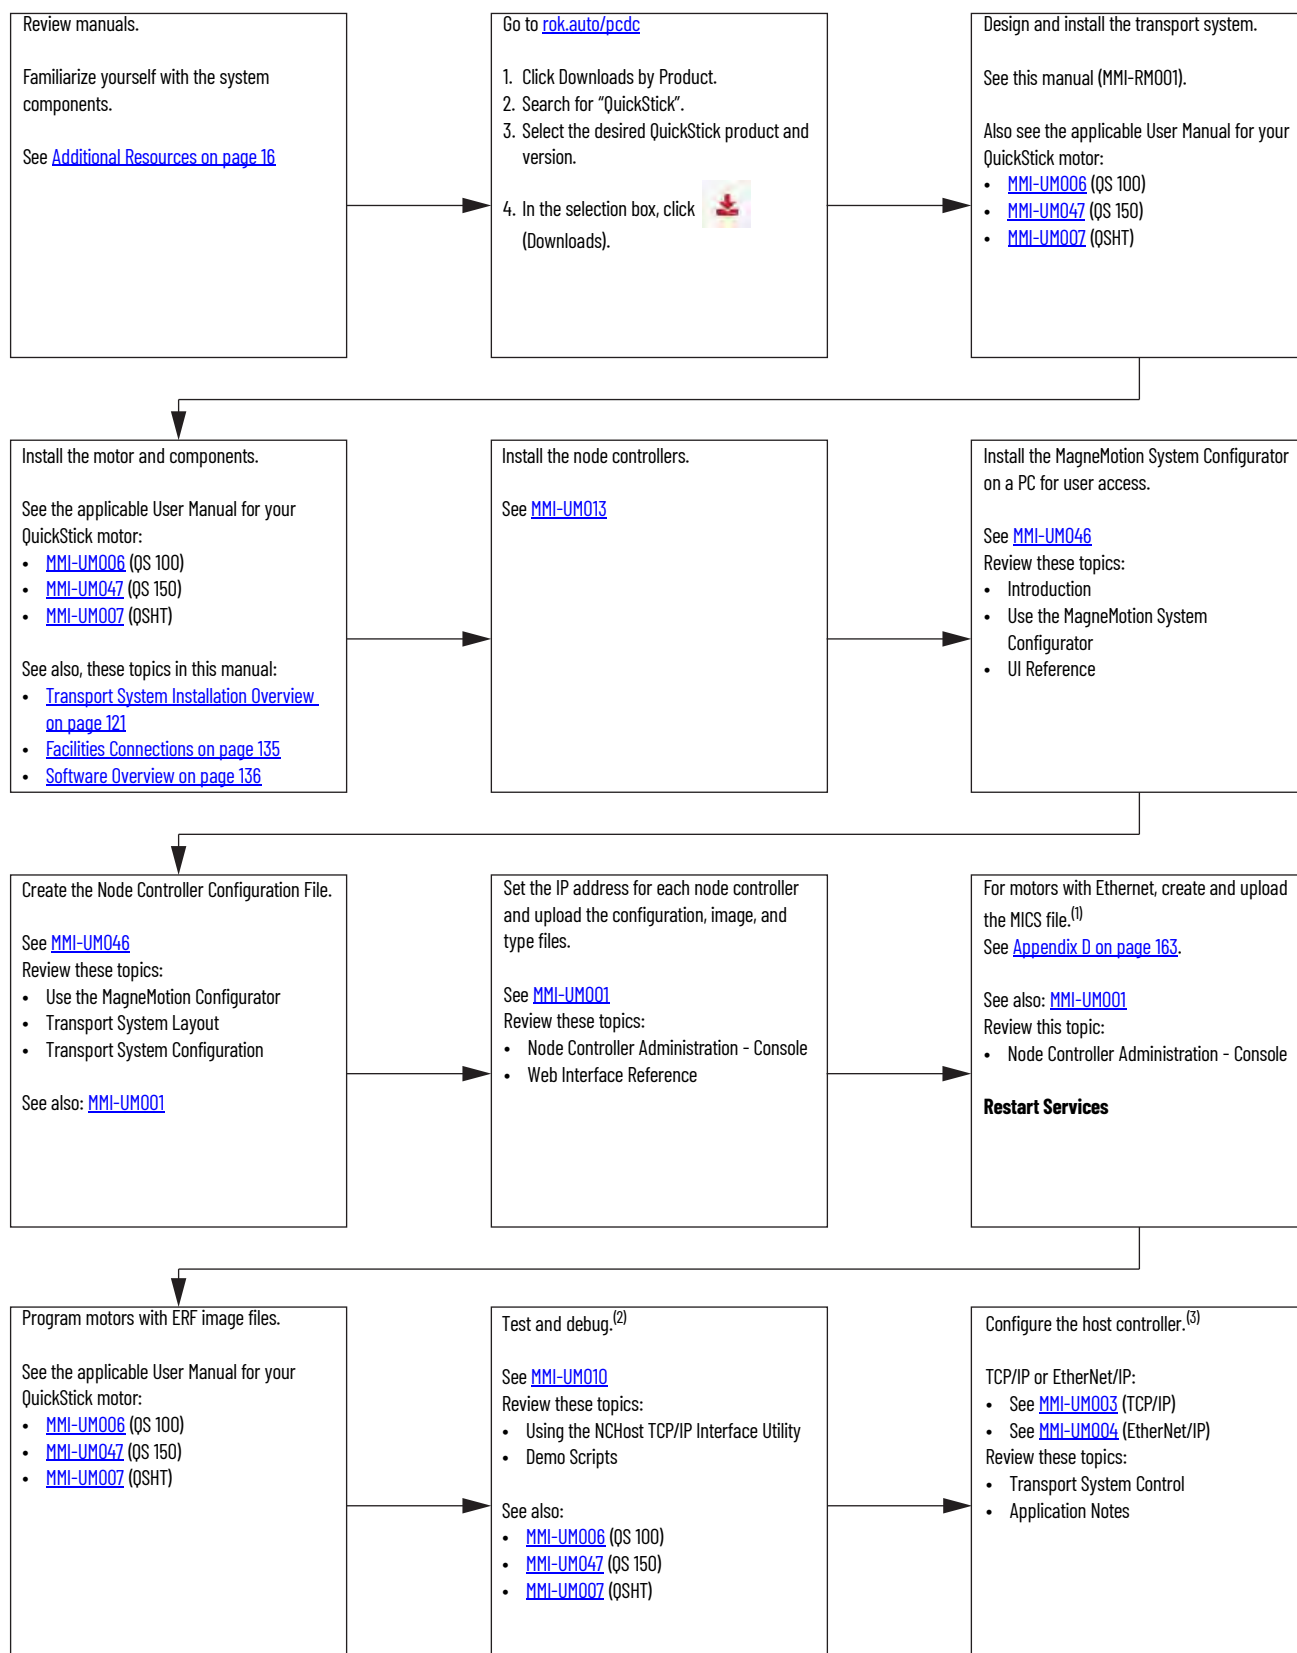 Review manuals.
Familiarize yourself with the system
components.
See Additional Resources on page 16
Go to rok.auto/pcdc
1. Click Downloads by Product.
2. Search for “QuickStick”.
3. Select the desired QuickStick product and
version.
4. In the selection box, click
(Downloads).
Design and install the transport system.
See this manual (MMI-RM001).
Also see the applicable User Manual for your
QuickStick motor:
• MMI-UM006 (QS 100)
• MMI-UM047 (QS 150)
• MMI-UM007 (QSHT)
Install the motor and components.
See the applicable User Manual for your
QuickStick motor:
• MMI-UM006 (QS 100)
• MMI-UM047 (QS 150)
• MMI-UM007 (QSHT)
See also, these topics in this manual:
• Transport System Installation Overview
on page 121
• Facilities Connections on page 135
• Software Overview on page 136
Install the node controllers.
See MMI-UM013
Install the MagneMotion System Configurator
on a PC for user access.
See MMI-UM046
Review these topics:
• Introduction
• Use the MagneMotion System
Configurator
• UI Reference
Create the Node Controller Configuration File.
See MMI-UM046
Review these topics:
• Use the MagneMotion Configurator
• Transport System Layout
• Transport System Configuration
See also: MMI-UM001
Set the IP address for each node controller
and upload the configuration, image, and
type files.
See MMI-UM001
Review these topics:
• Node Controller Administration - Console
• Web Interface Reference
For motors with Ethernet, create and upload
the MICS file.(1)
See Appendix D on page 163.
See also: MMI-UM001
Review this topic:
• Node Controller Administration - Console
Restart Services
Program motors with ERF image files.
See the applicable User Manual for your
QuickStick motor:
• MMI-UM006 (QS 100)
• MMI-UM047 (QS 150)
• MMI-UM007 (QSHT)
Test and debug.(2)
See MMI-UM010
Review these topics:
• Using the NCHost TCP/IP Interface Utility
• Demo Scripts
See also:
• MMI-UM006 (QS 100)
• MMI-UM047 (QS 150)
• MMI-UM007 (QSHT)
Configure the host controller.(3)
TCP/IP or EtherNet/IP:
• See MMI-UM003 (TCP/IP)
• See MMI-UM004 (EtherNet/IP)
Review these topics:
• Transport System Control
• Application Notes